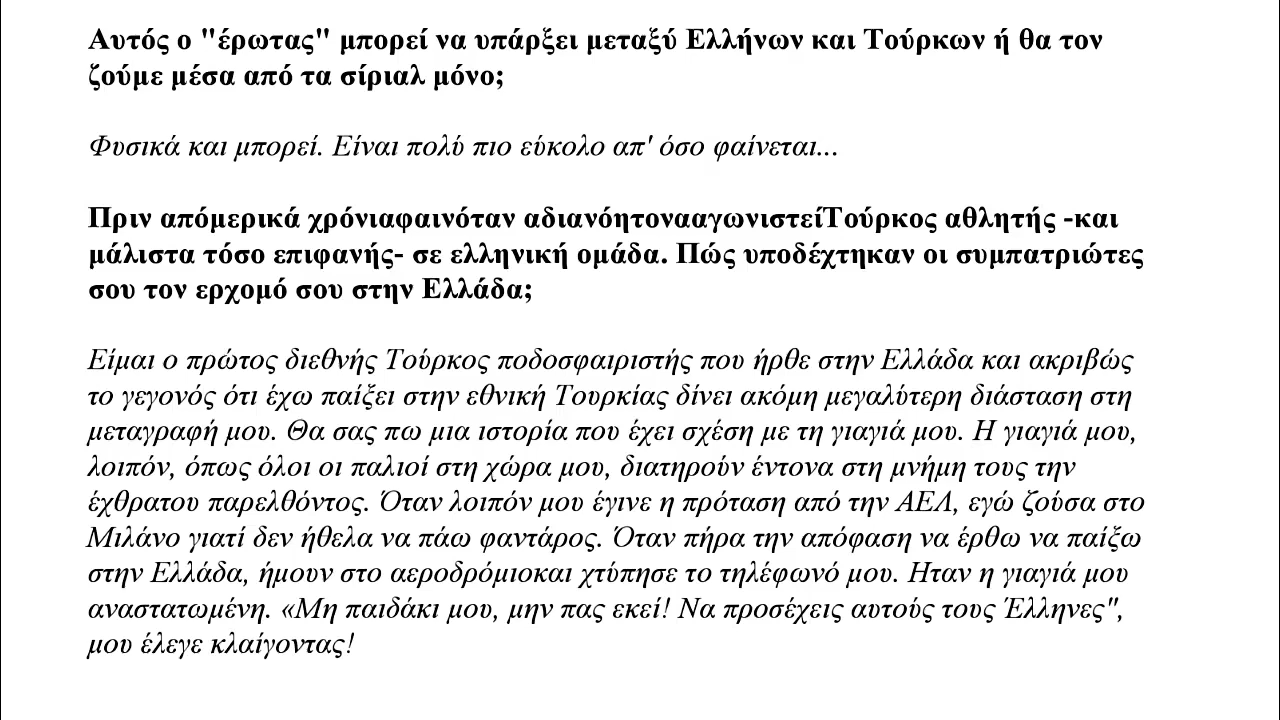 Αυτός ο "έρωτας" μπορεί να υπάρξει μεταξύ Ελλήνων και Τούρκων ή θα τον
ζούμε μέσα από τα σίριαλ μόνο;
Φυσικά και μπορεί. Είναι πολύ πιο εύκολο απ' όσο φαίνεται...
Πριν απόμερικά χρόνιαφαινόταν αδιανόητονααγωνιστείΤούρκος αθλητής -και
μάλιστα τόσο επιφανής- σε ελληνική ομάδα. Πώς υποδέχτηκαν οι συμπατριώτες
σου τον ερχομό σου στην Ελλάδα;
Είμαι ο πρώτος διεθνής Τούρκος ποδοσφαιριστής που ήρθε στην Ελλάδα και ακριβώς
το γεγονός ότι έχω παίξει στην εθνική Τουρκίας δίνει ακόμη μεγαλύτερη διάσταση στη
μεταγραφή μου. Θα σας πω μια ιστορία που έχει σχέση με τη γιαγιά μου. Η γιαγιά μου,
λοιπόν, όπως όλοι οι παλιοί στη χώρα μου, διατηρούν έντονα στη μνήμη τους την
έχθρατου παρελθόντος. Όταν λοιπόν μου έγινε η πρόταση από την ΑΕΛ, εγώ ζούσα στο
Μιλάνο γιατί δεν ήθελα να πάω φαντάρος. Όταν πήρα την απόφαση να έρθω να παίξω
στην Ελλάδα, ήμουν στο αεροδρόμιοκαι χτύπησε το τηλέφωνό μου. Ηταν η γιαγιά μου
αναστατωμένη. «Μη παιδάκι μου, μην πας εκεί! Να προσέχεις αυτούς τους Έλληνες",
μου έλεγε κλαίγοντας!